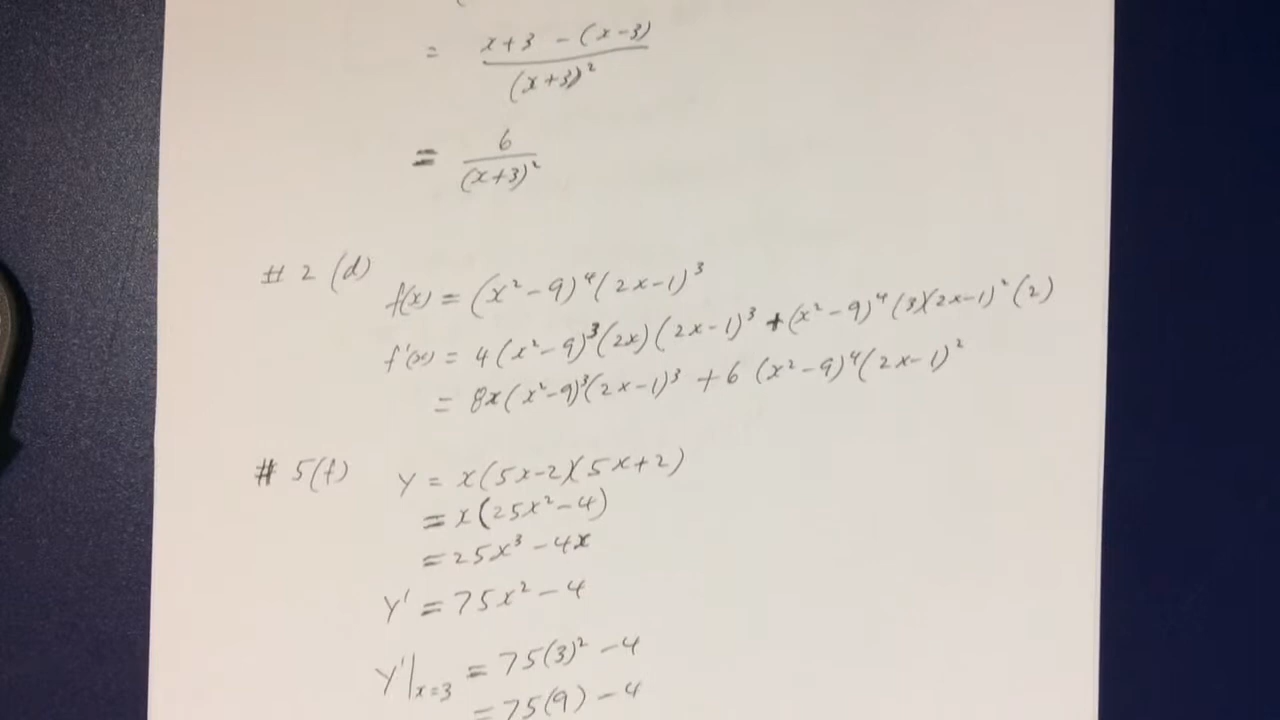 = x+3 - (x-3) / (x+3)²
= 6 / (x+3)²
# 2 (d)
f(x) = (x² - 9)⁴ (2x-1)³
f'(x) = 4(x²-9)³(2x)(2x-1)³ + (x²-9)⁴(3)(2x-1)²(2)
= 8x(x²-9)³(2x-1)³ + 6 (x²-9)⁴(2x-1)²
# 5(f) y = x(5x-2)(5x+2)
= x(25x²-4)
= 25x³ - 4x
y' = 75x² - 4
y'|x=3 = 75(3)² - 4
= 75(9) - 4